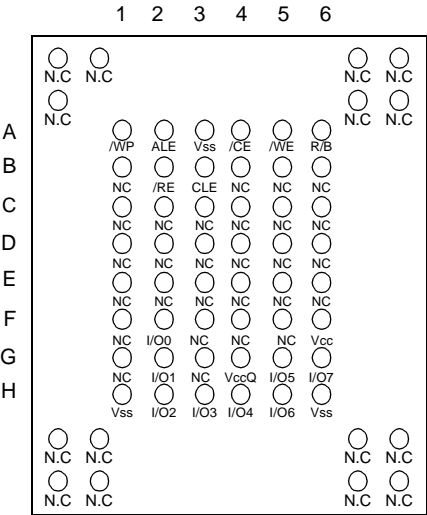 1 2 3 4 5 6
N.C N.C N.C N.C
N.C N.C N.C
A
/WP ALE Vss /CE /WE R/B
B
NC /RE CLE NC NC NC
C
NC NC NC NC NC NC
D
NC NC NC NC NC NC
E
NC NC NC NC NC NC
F
NC I/O0 NC NC NC Vcc
G
NC I/O1 NC VccQ I/O5 I/O7
H
Vss I/O2 I/O3 I/O4 I/O6 Vss
N.C N.C N.C N.C
N.C N.C N.C N.C